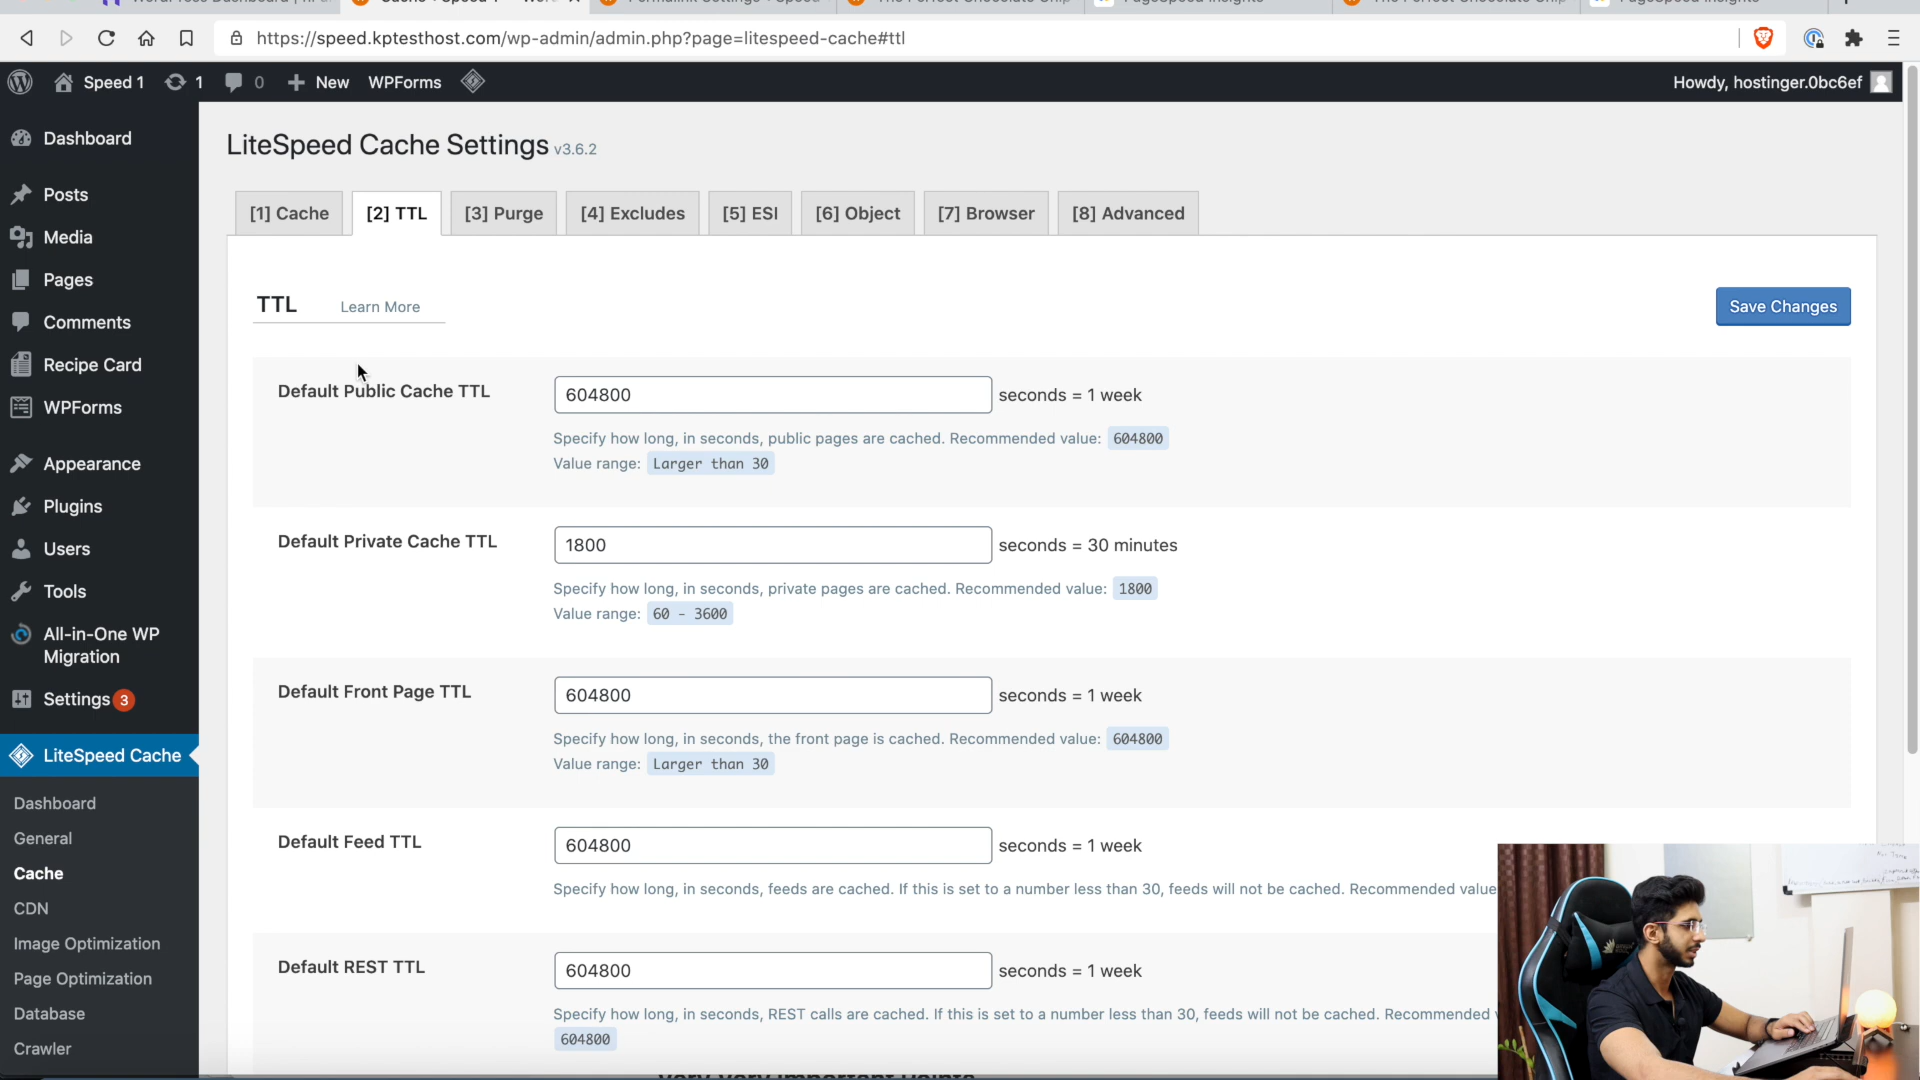 https://speed.kptesthost.com/wp-admin/admin.php?page=litespeed-cache#ttl
Speed 1
1
0
New
WPForms
Howdy, hostinger.0bc6ef
Dashboard
Posts
Media
Pages
Comments
Recipe Card
WPForms
Appearance
Plugins
Users
Tools
All-in-One WP
Migration
Settings 3
LiteSpeed Cache
Dashboard
General
Cache
CDN
Image Optimization
Page Optimization
Database
Crawler
LiteSpeed Cache Settings v3.6.2
[1] Cache
[2] TTL
[3] Purge
[4] Excludes
[5] ESI
[6] Object
[7] Browser
[8] Advanced
TTL
Learn More
Save Changes
Default Public Cache TTL
604800
seconds = 1 week
Specify how long, in seconds, public pages are cached. Recommended value: 604800
Value range: Larger than 30
Default Private Cache TTL
1800
seconds = 30 minutes
Specify how long, in seconds, private pages are cached. Recommended value: 1800
Value range: 60 - 3600
Default Front Page TTL
604800
seconds = 1 week
Specify how long, in seconds, the front page is cached. Recommended value: 604800
Value range: Larger than 30
Default Feed TTL
604800
seconds = 1 week
Specify how long, in seconds, feeds are cached. If this is set to a number less than 30, feeds will not be cached. Recommended value
Default REST TTL
604800
seconds = 1 week
Specify how long, in seconds, REST calls are cached. If this is set to a number less than 30, feeds will not be cached. Recommended
604800